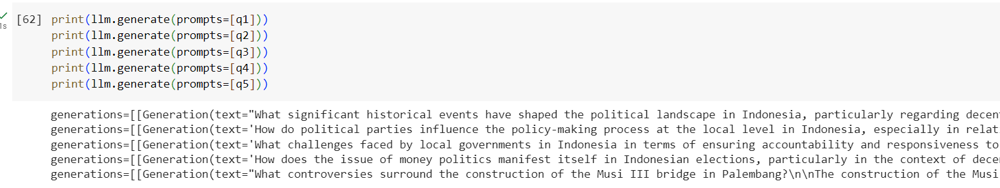 [62] print(llm.generate(prompts=[q1]))
print(llm.generate(prompts=[q2]))
print(llm.generate(prompts=[q3]))
print(llm.generate(prompts=[q4]))
print(llm.generate(prompts=[q5]))
1s
generations=[[Generation(text="What significant historical events have shaped the political landscape in Indonesia, particularly regarding decen
generations=[[Generation(text='How do political parties influence the policy-making process at the local level in Indonesia, especially in relat
generations=[[Generation(text='What challenges faced by local governments in Indonesia in terms of ensuring accountability and responsiveness to
generations=[[Generation(text='How does the issue of money politics manifest itself in Indonesian elections, particularly in the context of dece
generations=[[Generation(text="What controversies surround the construction of the Musi III bridge in Palembang?\n\nThe construction of the Musi